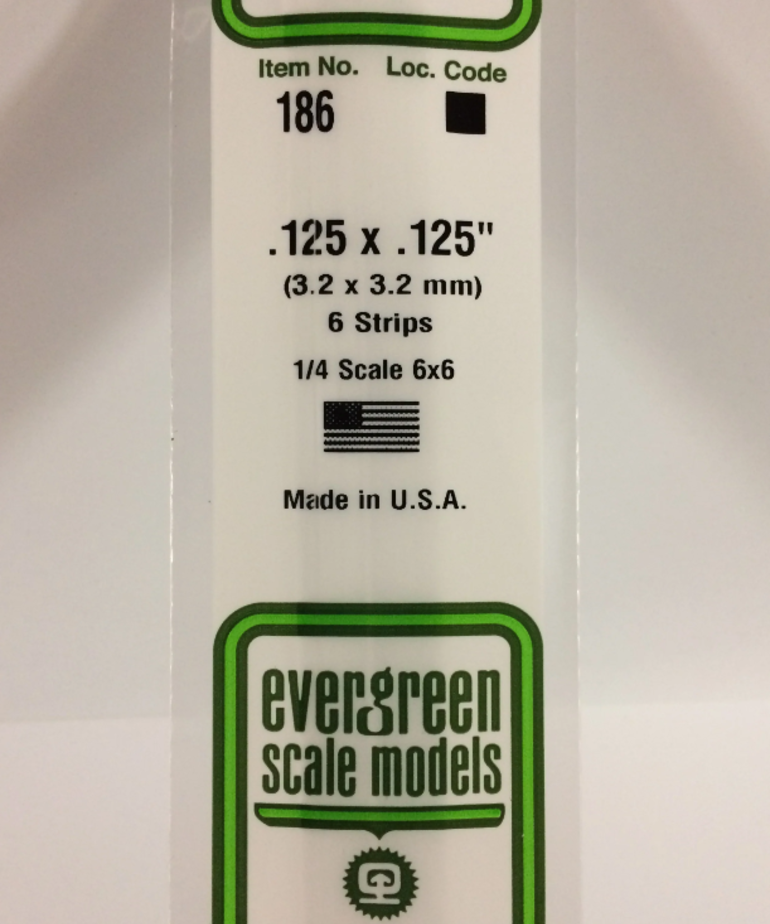 Item No. Loc. Code
186
.125 x .125"
(3.2 x 3.2 mm)
6 Strips
1/4 Scale 6x6
Made in U.S.A.
evergreen
scale models